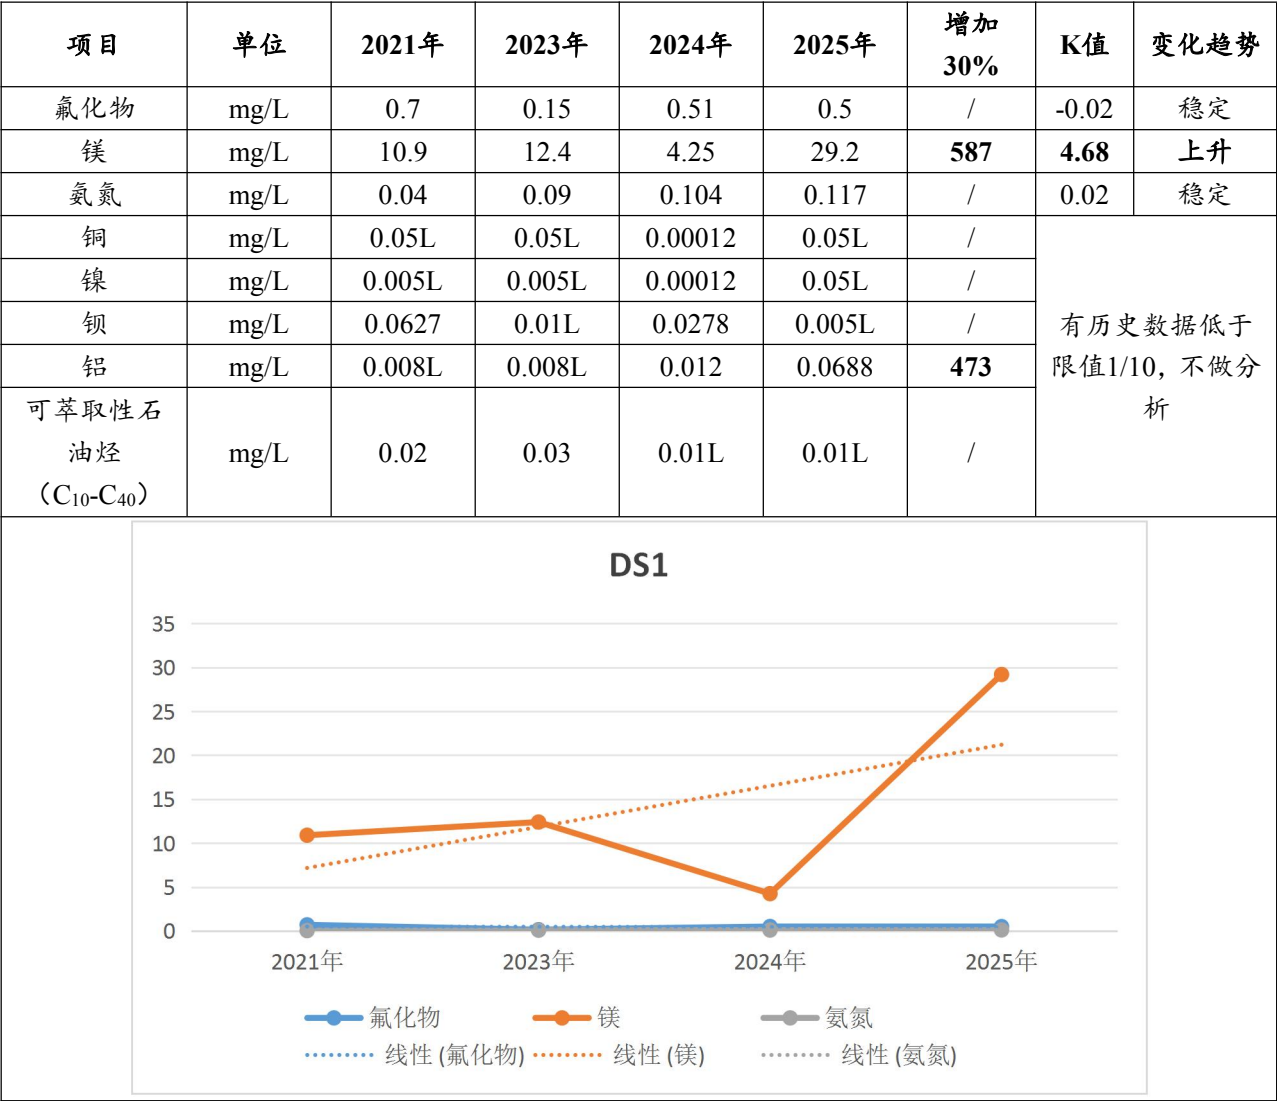 项目 单位 2021年 2023年 2024年 2025年 增加30% K值 变化趋势
氟化物 mg/L 0.7 0.15 0.51 0.5 / -0.02 稳定
镁 mg/L 10.9 12.4 4.25 29.2 587 4.68 上升
氨氮 mg/L 0.04 0.09 0.104 0.117 / 0.02 稳定
铜 mg/L 0.05L 0.05L 0.00012 0.05L /
镍 mg/L 0.005L 0.005L 0.00012 0.05L /
钡 mg/L 0.0627 0.01L 0.0278 0.005L /
铝 mg/L 0.008L 0.008L 0.012 0.0688 473
可萃取性石
油烃
（C10-C40） mg/L 0.02 0.03 0.01L 0.01L /
有历史数据低于
限值1/10，不做分
析
DS1
35
30
25
20
15
10
5
0
2021年 2023年 2024年 2025年
氟化物 镁 氨氮
线性 (氟化物) 线性 (镁) 线性 (氨氮)